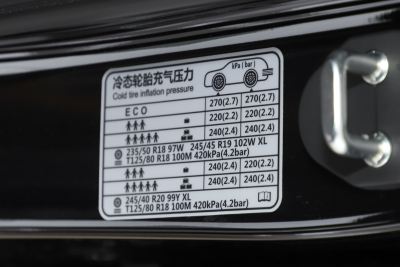 冷态轮胎充气压力
Cold tire inflation pressure
kPa (bar)
ECO 270(2.7) 270(2.7)
220(2.2) 220(2.2)
240(2.4) 240(2.4)
235/50 R18 97W 245/45 R19 102W XL
T125/80 R18 100M 420kPa(4.2bar)
240(2.4) 220(2.2)
240(2.4) 240(2.4)
245/40 R20 99Y XL
T125/80 R18 100M 420kPa(4.2bar)